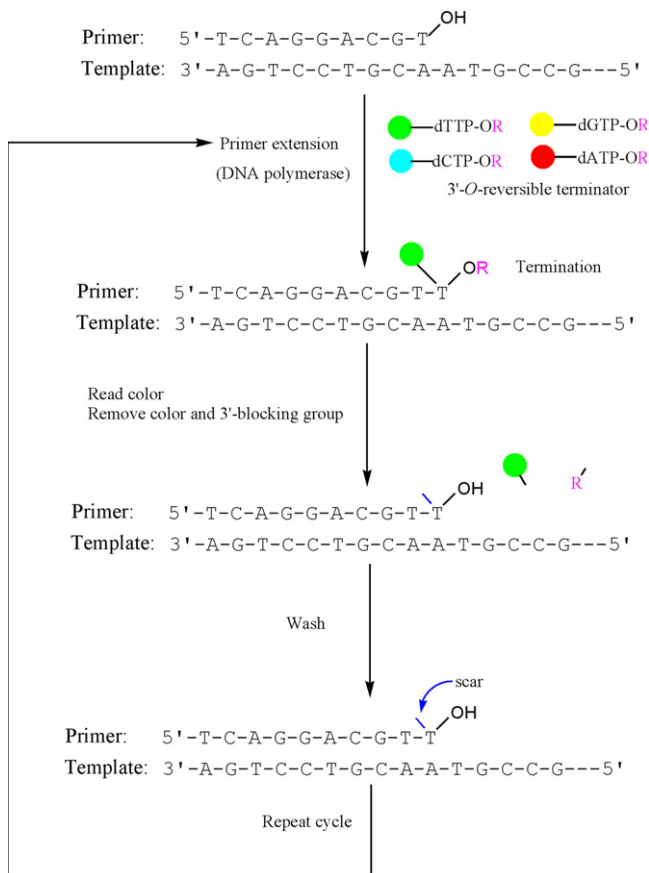 OH
Primer: 5'-T-C-A-G-G-A-C-G-T
Template: 3'-A-G-T-C-C-T-G-C-A-A-T-G-C-C-G---5'
Primer extension
(DNA polymerase)
dTTP-OR dGTP-OR
dCTP-OR dATP-OR
3'-O-reversible terminator
OR Termination
Primer: 5'-T-C-A-G-G-A-C-G-T-T
Template: 3'-A-G-T-C-C-T-G-C-A-A-T-G-C-C-G---5'
Read color
Remove color and 3'-blocking group
OH R
Primer: 5'-T-C-A-G-G-A-C-G-T-T
Template: 3'-A-G-T-C-C-T-G-C-A-A-T-G-C-C-G---5'
Wash
scar
OH
Primer: 5'-T-C-A-G-G-A-C-G-T-T
Template: 3'-A-G-T-C-C-T-G-C-A-A-T-G-C-C-G---5'
Repeat cycle